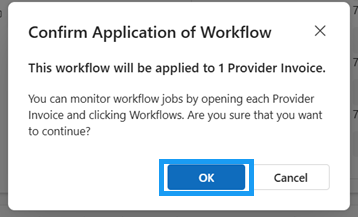 Confirm Application of Workflow
This workflow will be applied to 1 Provider Invoice.
You can monitor workflow jobs by opening each Provider
Invoice and clicking Workflows. Are you sure that you want
to continue?
OK Cancel